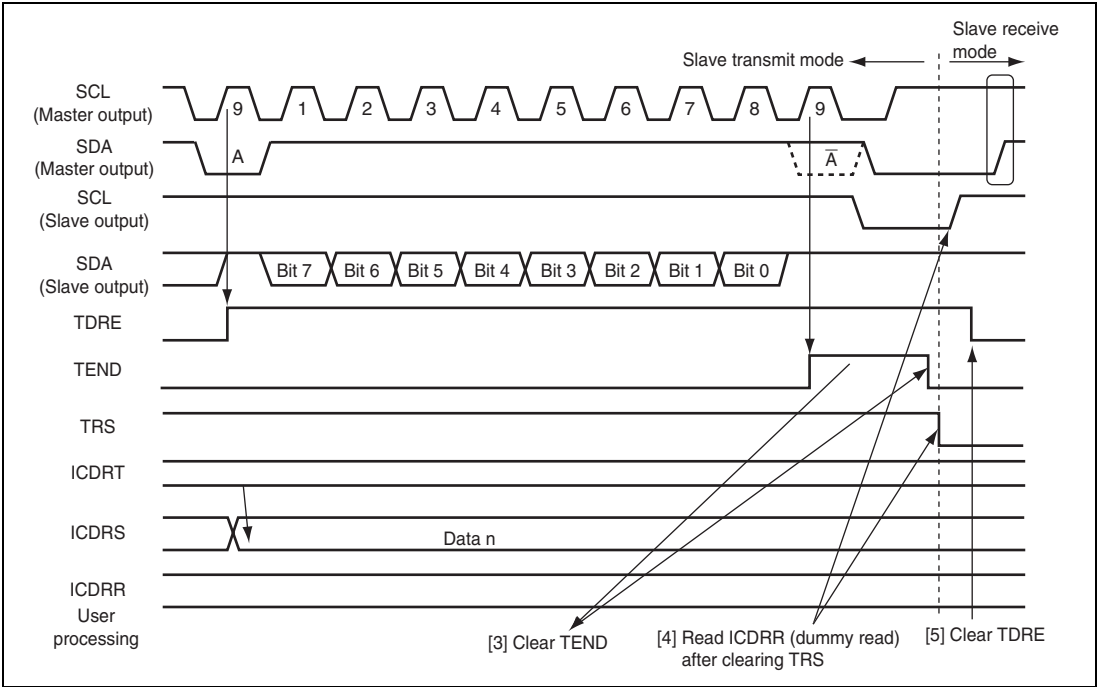 Slave receive
mode
Slave transmit mode
SCL
(Master output)
9 1 2 3 4 5 6 7 8 9
SDA
(Master output)
A A̅
SCL
(Slave output)
SDA
(Slave output)
Bit 7 Bit 6 Bit 5 Bit 4 Bit 3 Bit 2 Bit 1 Bit 0
TDRE
TEND
TRS
ICDRT
ICDRS
Data n
ICDRR
User
processing
[3] Clear TEND
[4] Read ICDRR (dummy read)
after clearing TRS
[5] Clear TDRE